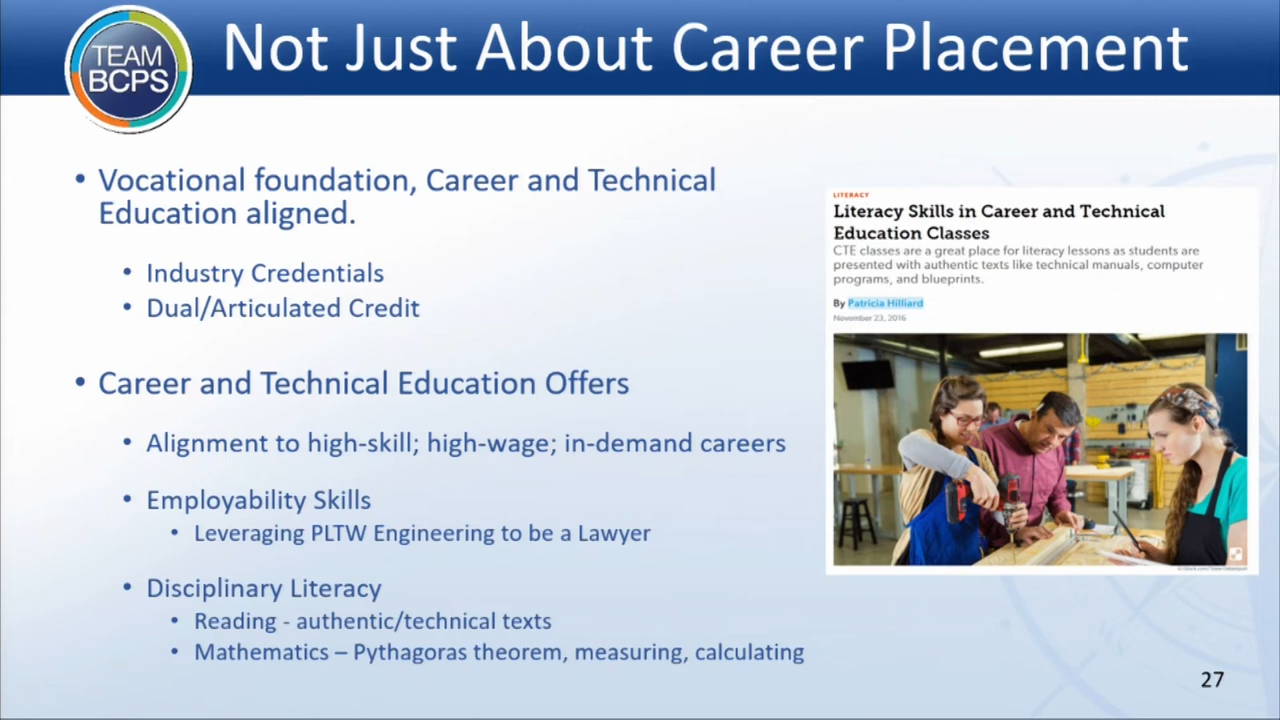 TEAM
BCPS
Not Just About Career Placement
• Vocational foundation, Career and Technical
Education aligned.
• Industry Credentials
• Dual/Articulated Credit
• Career and Technical Education Offers
• Alignment to high-skill; high-wage; in-demand careers
• Employability Skills
• Leveraging PLTW Engineering to be a Lawyer
• Disciplinary Literacy
• Reading - authentic/technical texts
• Mathematics – Pythagoras theorem, measuring, calculating
LITERACY
Literacy Skills in Career and Technical
Education Classes
CTE classes are a great place for literacy lessons as students are
presented with authentic texts like technical manuals, computer
programs, and blueprints.
By Patricia Hilliard
November 23, 2016
27